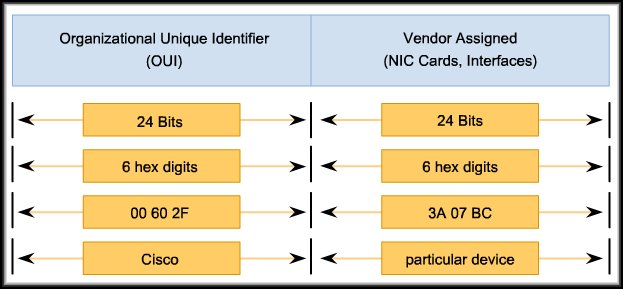 Organizational Unique Identifier
(OUI)
Vendor Assigned
(NIC Cards, Interfaces)
24 Bits
24 Bits
6 hex digits
6 hex digits
00 60 2F
3A 07 BC
Cisco
particular device